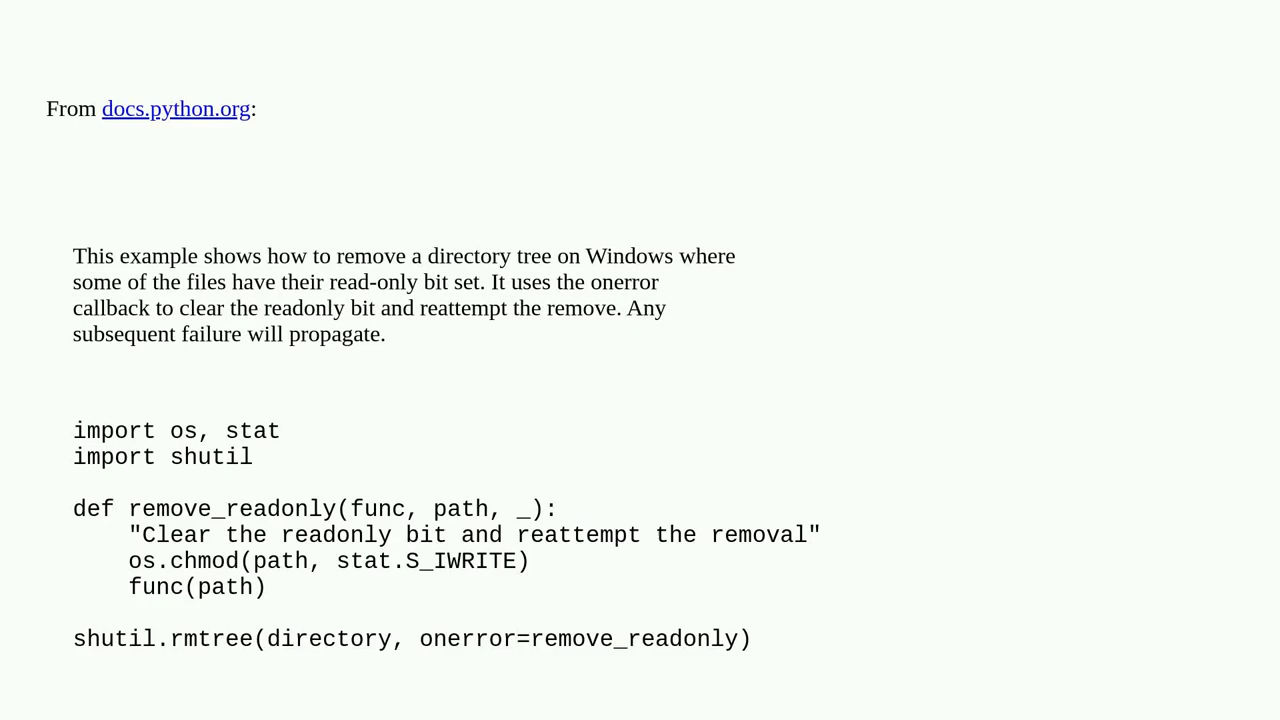 From docs.python.org:
This example shows how to remove a directory tree on Windows where
some of the files have their read-only bit set. It uses the onerror
callback to clear the readonly bit and reattempt the remove. Any
subsequent failure will propagate.
import os, stat
import shutil
def remove_readonly(func, path, _):
    "Clear the readonly bit and reattempt the removal"
    os.chmod(path, stat.S_IWRITE)
    func(path)
shutil.rmtree(directory, onerror=remove_readonly)